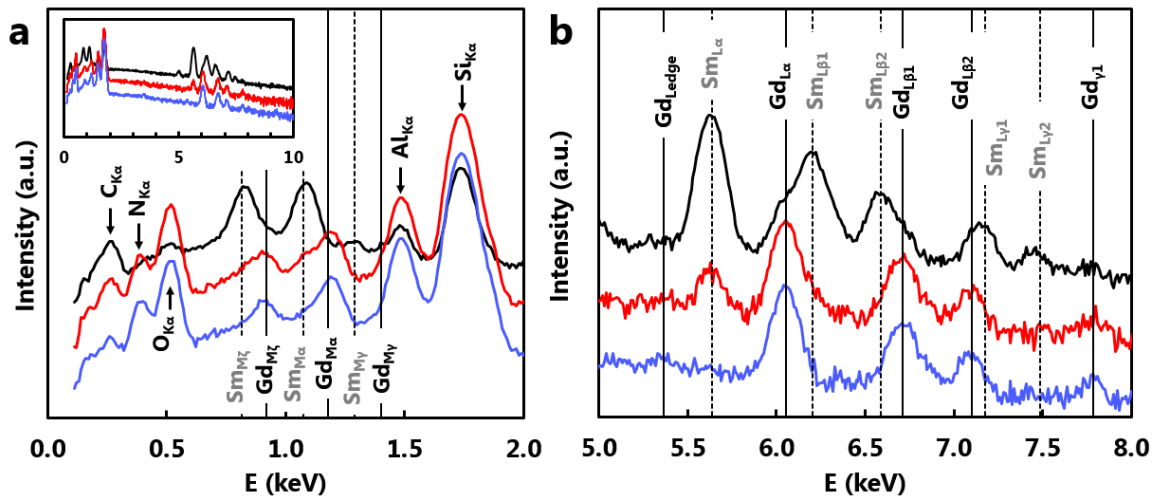 a
Intensity (a.u.)
0 5 10
C Kα
N Kα
O Kα
Al Kα
Si Kα
Sm Mζ
Gd Mζ
Sm Mα
Gd Mα
Sm Mγ
Gd Mγ
0.0 0.5 1.0 1.5 2.0
E (keV)
b
Intensity (a.u.)
Gd Ledge
Sm Lα
Gd Lα
Sm Lβ1
Sm Lβ2
Gd Lβ1
Gd Lβ2
Sm Lγ1
Sm Lγ2
Gd γ1
5.0 5.5 6.0 6.5 7.0 7.5 8.0
E (keV)